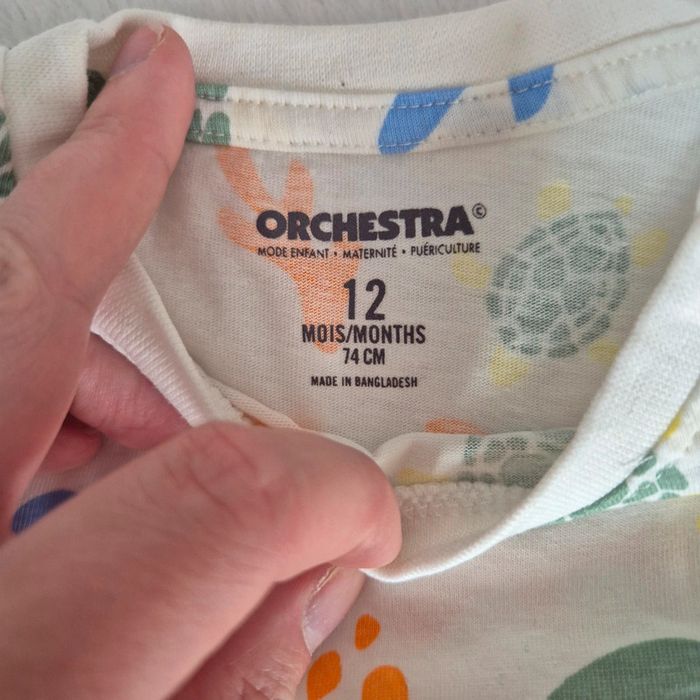 ORCHESTRA©
MODE ENFANT • MATERNITÉ • PUÉRICULTURE
12
MOIS/MONTHS
74 CM
MADE IN BANGLADESH